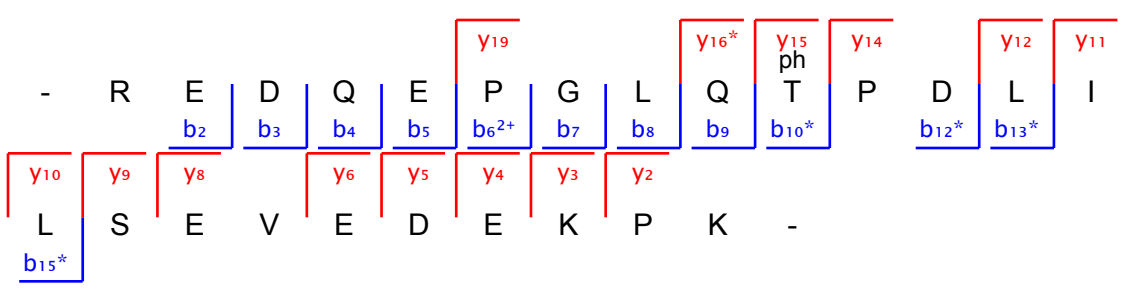 y19 y16* y15 y14 y12 y11
ph
- R E D Q E P G L Q T P D L I
b2 b3 b4 b5 b6²⁺ b7 b8 b9 b10* b12* b13*
y10 y9 y8 y6 y5 y4 y3 y2
L S E V E D E K P K -
b15*